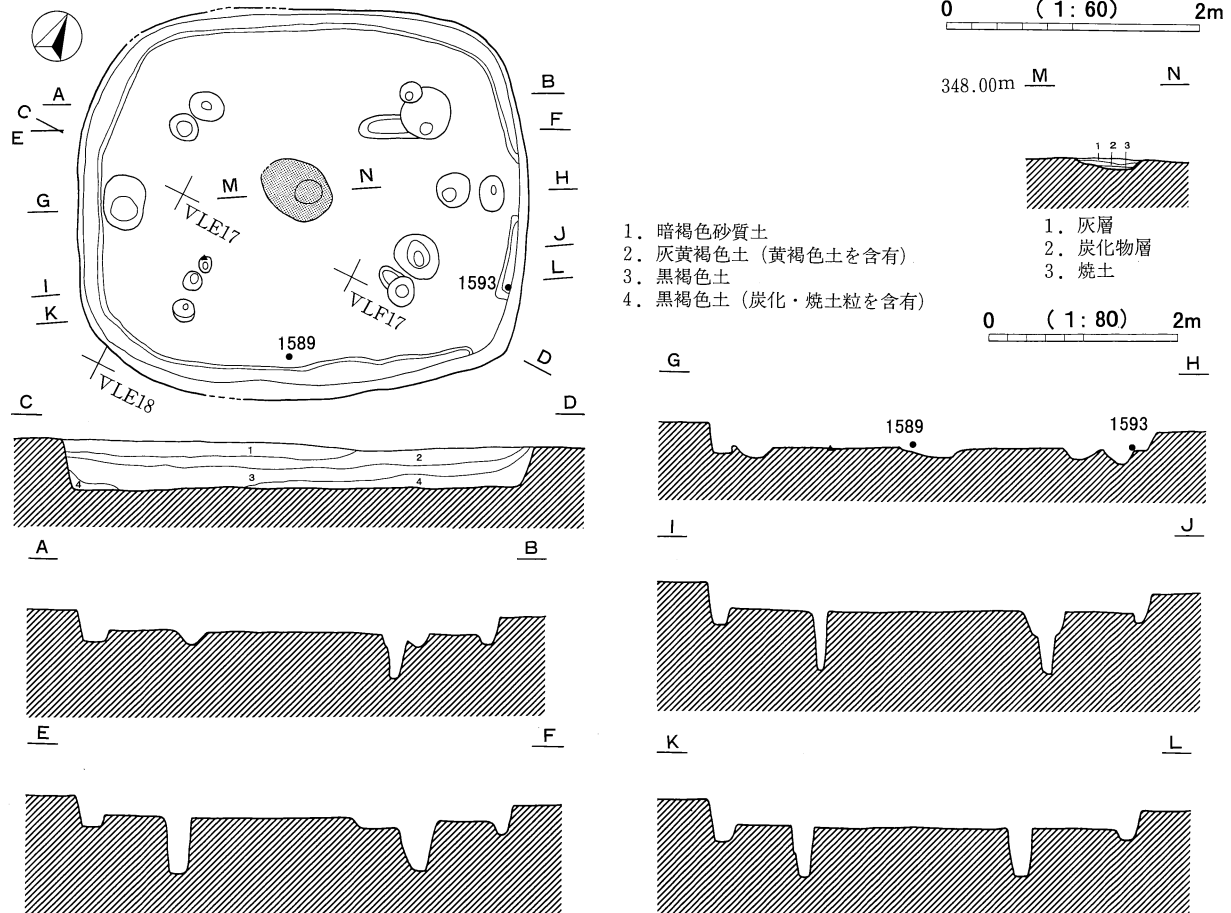 0 (1:60) 2m
348.00m M N
1 2 3
1. 灰層
2. 炭化物層
3. 焼土
A
C
E
G
I
K
B
F
H
J
L
D
M N
VLE17
VLF17
VLE18
1593
1589
1. 暗褐色砂質土
2. 灰黄褐色土(黄褐色土を含有)
3. 黒褐色土
4. 黒褐色土(炭化・焼土粒を含有)
0 (1:80) 2m
C D
1 2
3
4 4
G H
1589 1593
A B
I J
E F
K L